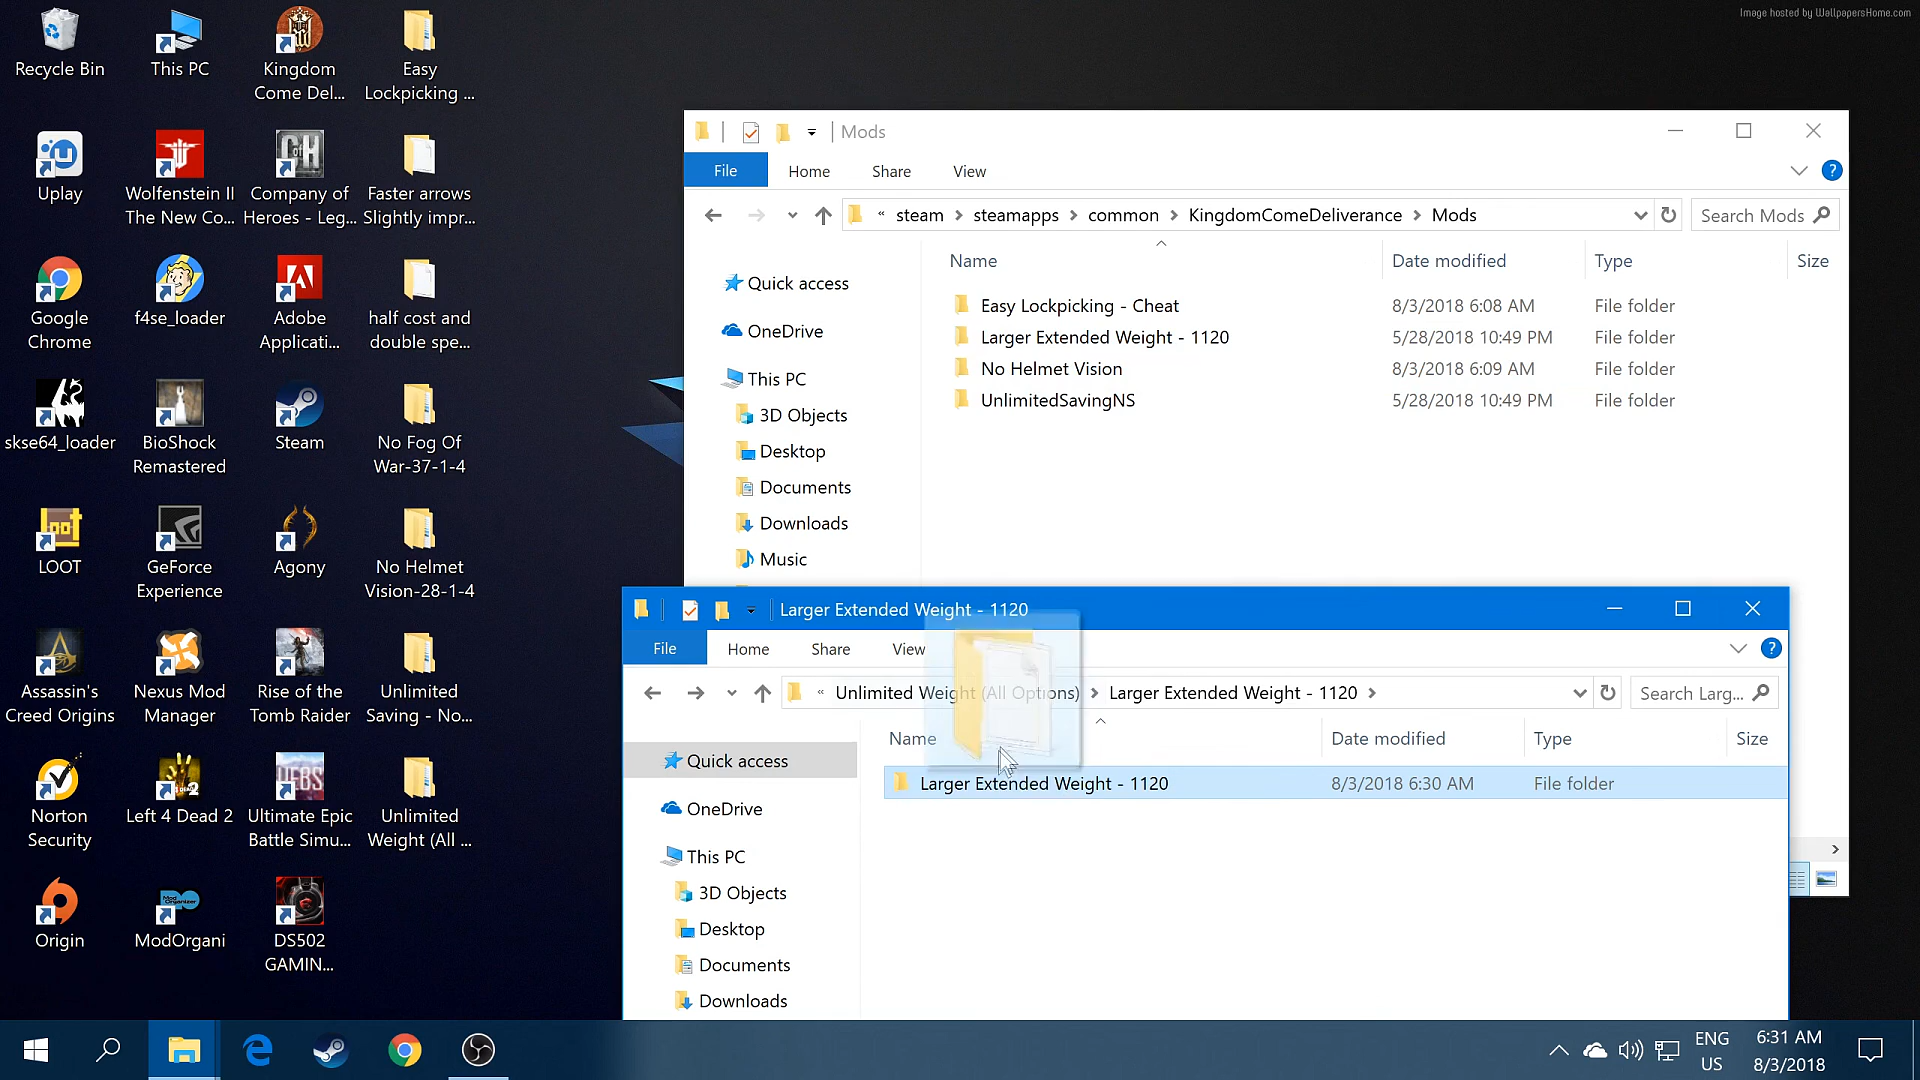 Image hosted by WallpapersHome.com
Recycle Bin
This PC
Kingdom
Come Del...
Easy
Lockpicking ...
Uplay
Wolfenstein II
The New Co...
Company of
Heroes - Leg...
Faster arrows
Slightly impr...
Google
Chrome
f4se_loader
Adobe
Applicati...
half cost and
double spe...
skse64_loader
BioShock
Remastered
Steam
No Fog Of
War-37-1-4
LOOT
GeForce
Experience
Agony
No Helmet
Vision-28-1-4
Assassin's
Creed Origins
Nexus Mod
Manager
Rise of the
Tomb Raider
Unlimited
Saving - No...
Norton
Security
Left 4 Dead 2
Ultimate Epic
Battle Simu...
Unlimited
Weight (All ...
Origin
ModOrgani
DS502
GAMIN...
Mods
File Home Share View
« steam > steamapps > common > KingdomComeDeliverance > Mods
Search Mods
Name Date modified Type Size
Quick access
OneDrive
This PC
3D Objects
Desktop
Documents
Downloads
Music
Easy Lockpicking - Cheat 8/3/2018 6:08 AM File folder
Larger Extended Weight - 1120 5/28/2018 10:49 PM File folder
No Helmet Vision 8/3/2018 6:09 AM File folder
UnlimitedSavingNS 5/28/2018 10:49 PM File folder
Larger Extended Weight - 1120
File Home Share View
« Unlimited Weight (All Options) > Larger Extended Weight - 1120 >
Search Larg...
Name Date modified Type Size
Quick access
OneDrive
This PC
3D Objects
Desktop
Documents
Downloads
Larger Extended Weight - 1120 8/3/2018 6:30 AM File folder
ENG
US
6:31 AM
8/3/2018